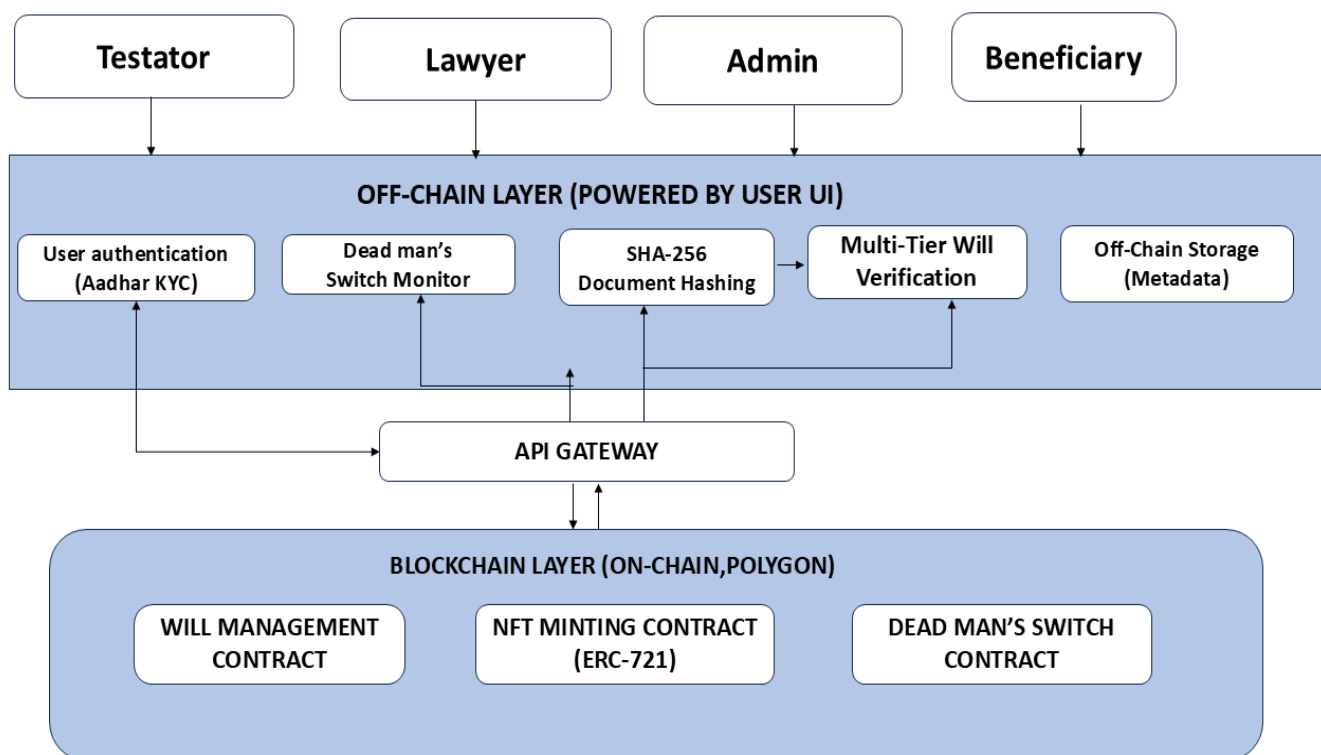 Testator
Lawyer
Admin
Beneficiary
OFF-CHAIN LAYER (POWERED BY USER UI)
User authentication
(Aadhar KYC)
Dead man’s
Switch Monitor
SHA-256
Document Hashing
Multi-Tier Will
Verification
Off-Chain Storage
(Metadata)
API GATEWAY
BLOCKCHAIN LAYER (ON-CHAIN,POLYGON)
WILL MANAGEMENT
CONTRACT
NFT MINTING CONTRACT
(ERC-721)
DEAD MAN’S SWITCH
CONTRACT